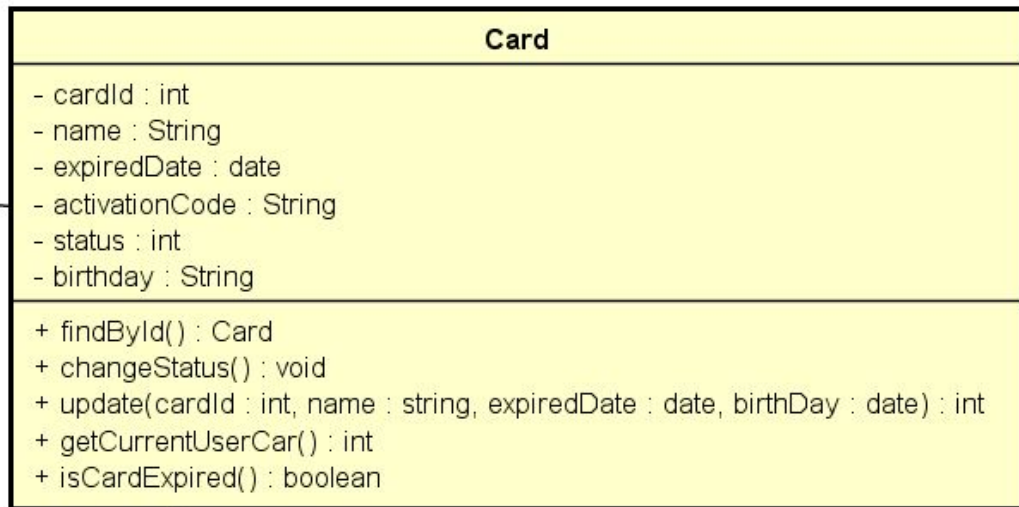 Card
- cardId : int
- name : String
- expiredDate : date
- activationCode : String
- status : int
- birthday : String
+ findById() : Card
+ changeStatus() : void
+ update(cardId : int, name : string, expiredDate : date, birthDay : date) : int
+ getCurrentUserCar() : int
+ isCardExpired() : boolean